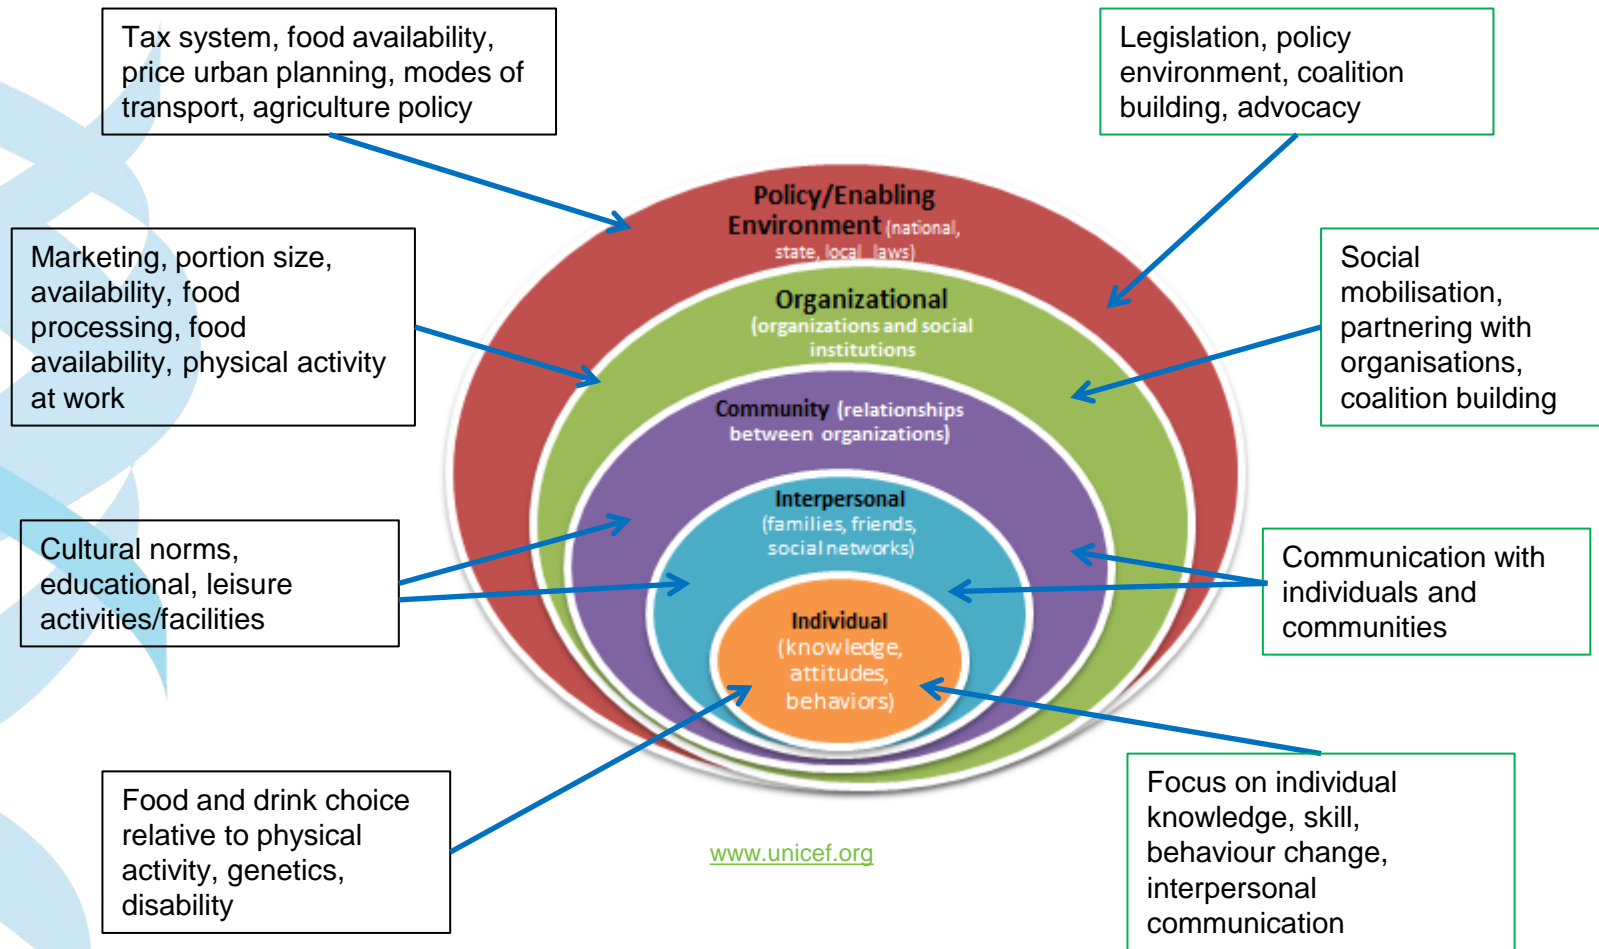 Tax system, food availability,
price urban planning, modes of
transport, agriculture policy
Legislation, policy
environment, coalition
building, advocacy
Marketing, portion size,
availability, food
processing, food
availability, physical activity
at work
Social
mobilisation,
partnering with
organisations,
coalition building
Policy/Enabling
Environment (national,
state, local laws)
Organizational
(organizations and social
institutions
Community (relationships
between organizations)
Interpersonal
(families, friends,
social networks)
Individual
(knowledge,
attitudes,
behaviors)
Cultural norms,
educational, leisure
activities/facilities
Communication with
individuals and
communities
Food and drink choice
relative to physical
activity, genetics,
disability
Focus on individual
knowledge, skill,
behaviour change,
interpersonal
communication
www.unicef.org